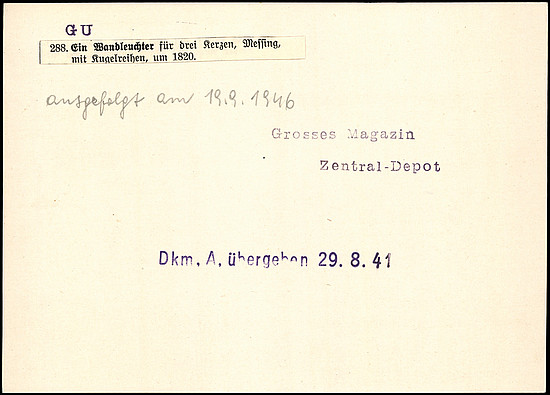 GU
288. Ein Wandleuchter für drei Kerzen, Messing,
mit Kugelreihen, um 1820.
ausgefolgt am 19.9.1946
Grosses Magazin
Zentral-Depot
Dkm. A. übergeben 29. 8. 41